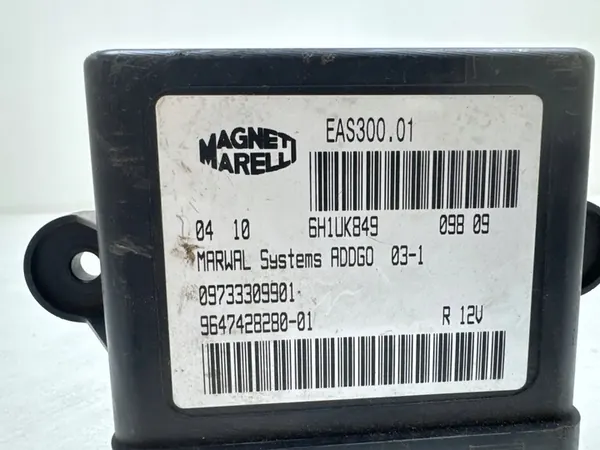 MAGNETI
MARELLI
EAS300.01
04 10 6H1UK849 098 09
MARWAL Systems ADDGO 03-1
09733309901
9647428280-01 R 12V